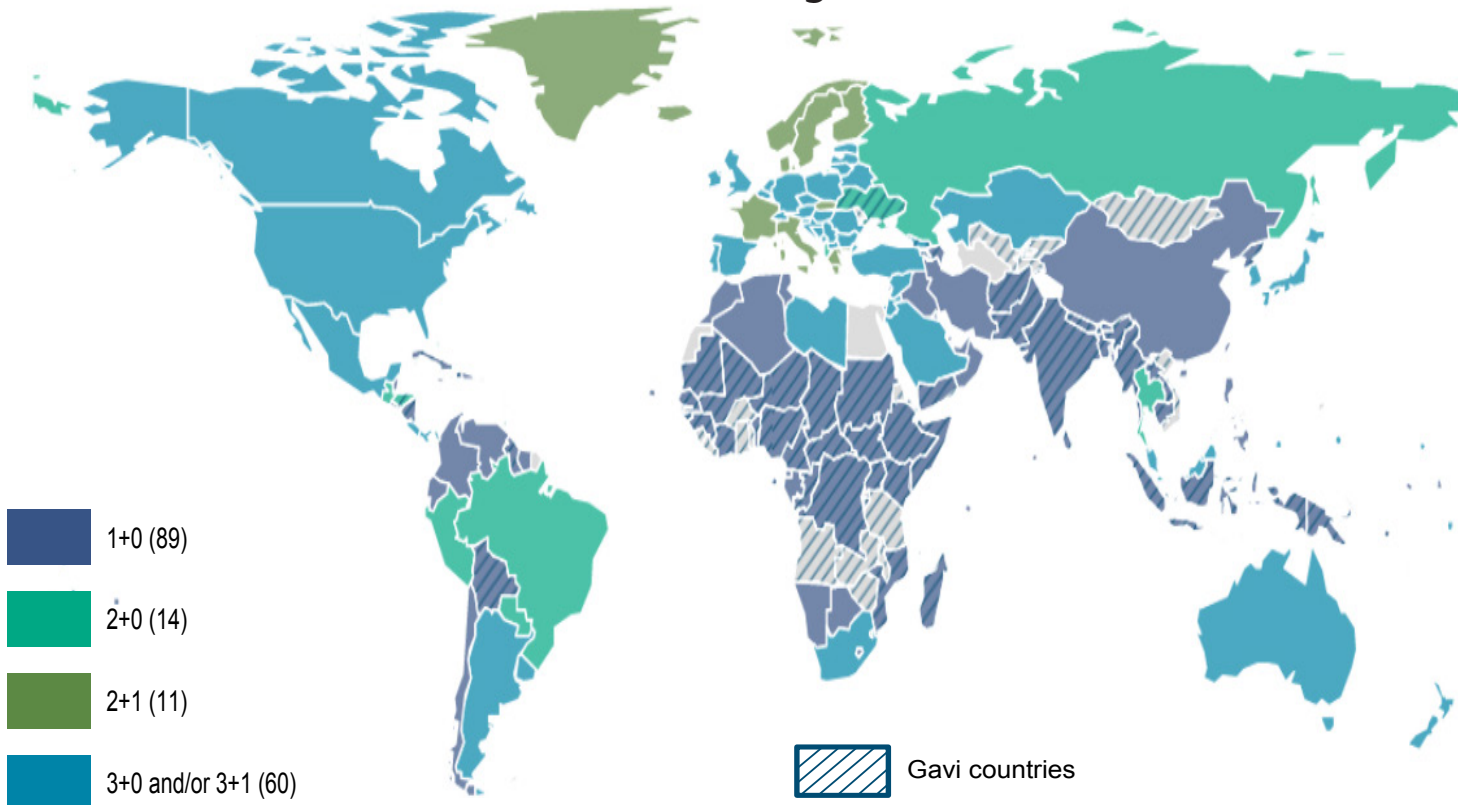 1+0 (89)
2+0 (14)
2+1 (11)
3+0 and/or 3+1 (60)
Gavi countries